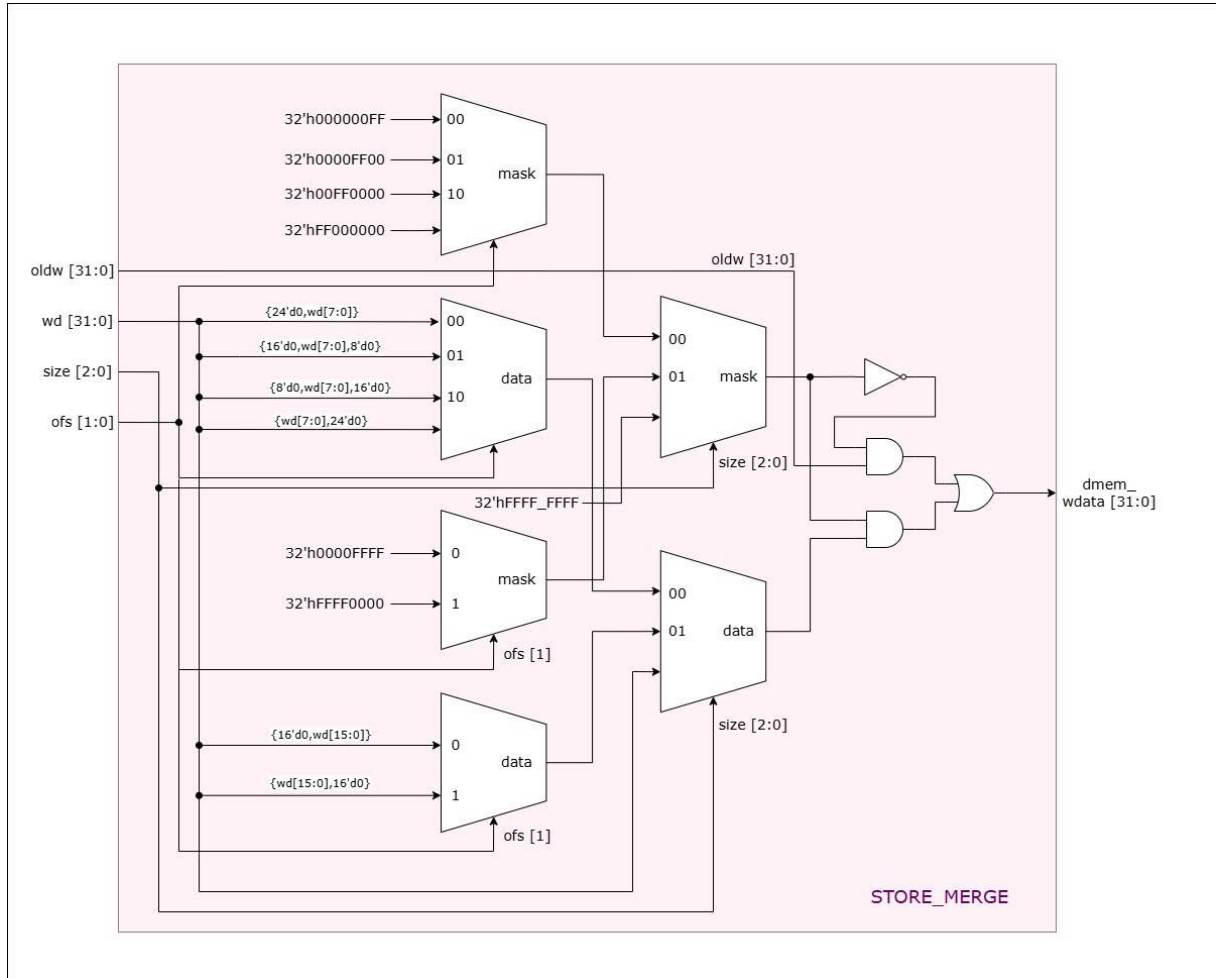 32'h000000FF
00
32'h0000FF00
01
mask
32'h00FF0000
10
32'hFF000000
oldw [31:0]
oldw [31:0]
wd [31:0]
{24'd0,wd[7:0]}
00
{16'd0,wd[7:0],8'd0}
01
00
size [2:0]
data
01
mask
{8'd0,wd[7:0],16'd0}
10
ofs [1:0]
{wd[7:0],24'd0}
size [2:0]
32'hFFFF_FFFF
dmem_
wdata [31:0]
32'h0000FFFF
0
mask
00
32'hFFFF0000
1
01
data
ofs [1]
size [2:0]
{16'd0,wd[15:0]}
0
data
{wd[15:0],16'd0}
1
ofs [1]
STORE_MERGE